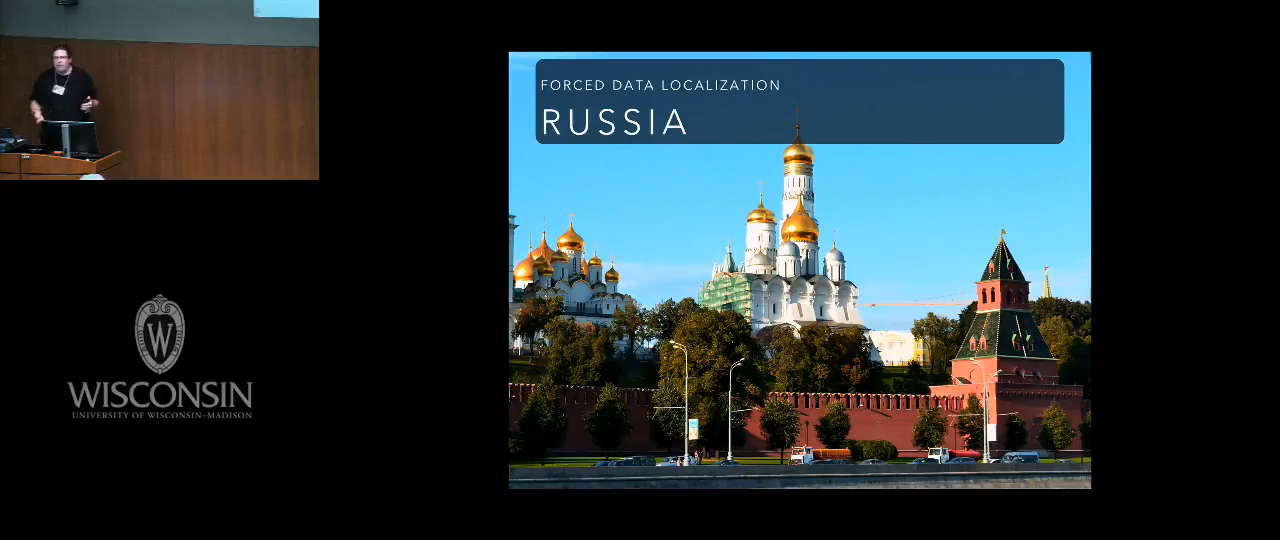 FORCED DATA LOCALIZATION
RUSSIA
W
WISCONSIN
UNIVERSITY OF WISCONSIN–MADISON